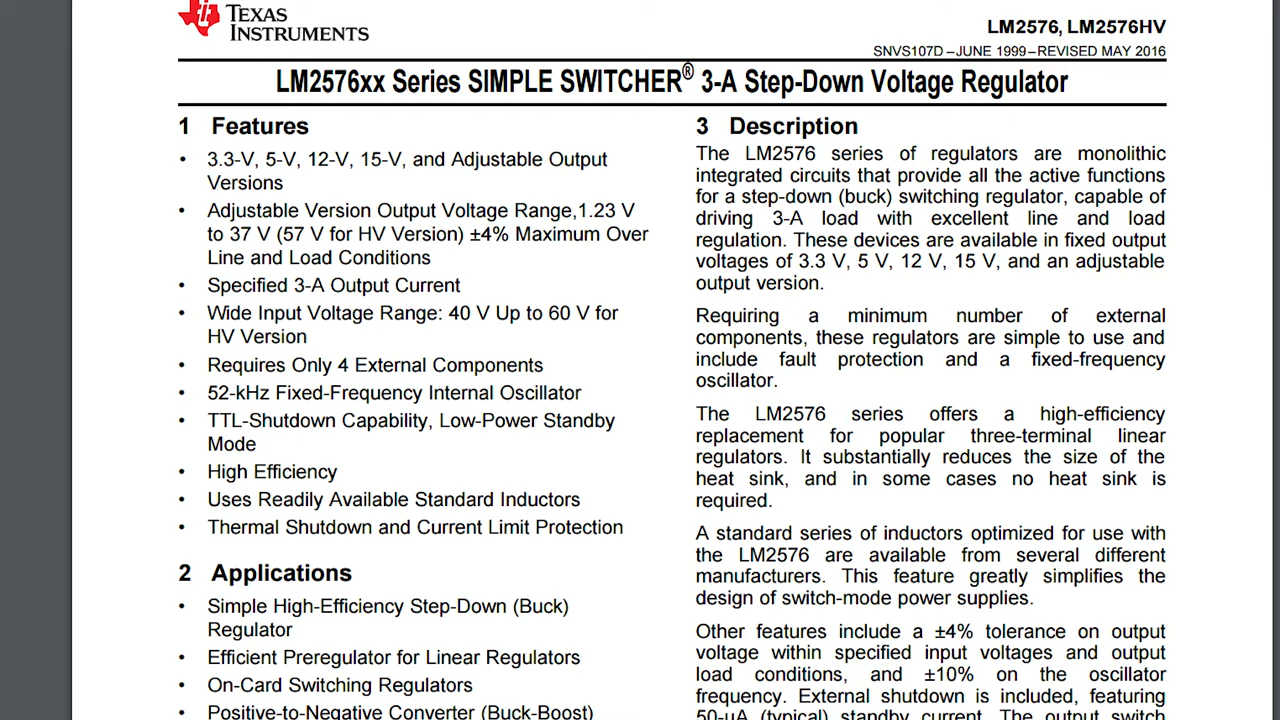 TEXAS
INSTRUMENTS
LM2576, LM2576HV
SNVS107D –JUNE 1999–REVISED MAY 2016
LM2576xx Series SIMPLE SWITCHER® 3-A Step-Down Voltage Regulator
1 Features
• 3.3-V, 5-V, 12-V, 15-V, and Adjustable Output
Versions
• Adjustable Version Output Voltage Range,1.23 V
to 37 V (57 V for HV Version) ±4% Maximum Over
Line and Load Conditions
• Specified 3-A Output Current
• Wide Input Voltage Range: 40 V Up to 60 V for
HV Version
• Requires Only 4 External Components
• 52-kHz Fixed-Frequency Internal Oscillator
• TTL-Shutdown Capability, Low-Power Standby
Mode
• High Efficiency
• Uses Readily Available Standard Inductors
• Thermal Shutdown and Current Limit Protection
2 Applications
• Simple High-Efficiency Step-Down (Buck)
Regulator
• Efficient Preregulator for Linear Regulators
• On-Card Switching Regulators
• Positive-to-Negative Converter (Buck-Boost)
3 Description
The LM2576 series of regulators are monolithic
integrated circuits that provide all the active functions
for a step-down (buck) switching regulator, capable of
driving 3-A load with excellent line and load
regulation. These devices are available in fixed output
voltages of 3.3 V, 5 V, 12 V, 15 V, and an adjustable
output version.
Requiring a minimum number of external
components, these regulators are simple to use and
include fault protection and a fixed-frequency
oscillator.
The LM2576 series offers a high-efficiency
replacement for popular three-terminal linear
regulators. It substantially reduces the size of the
heat sink, and in some cases no heat sink is
required.
A standard series of inductors optimized for use with
the LM2576 are available from several different
manufacturers. This feature greatly simplifies the
design of switch-mode power supplies.
Other features include a ±4% tolerance on output
voltage within specified input voltages and output
load conditions, and ±10% on the oscillator
frequency. External shutdown is included, featuring
50-μA (typical) standby current. The output switch